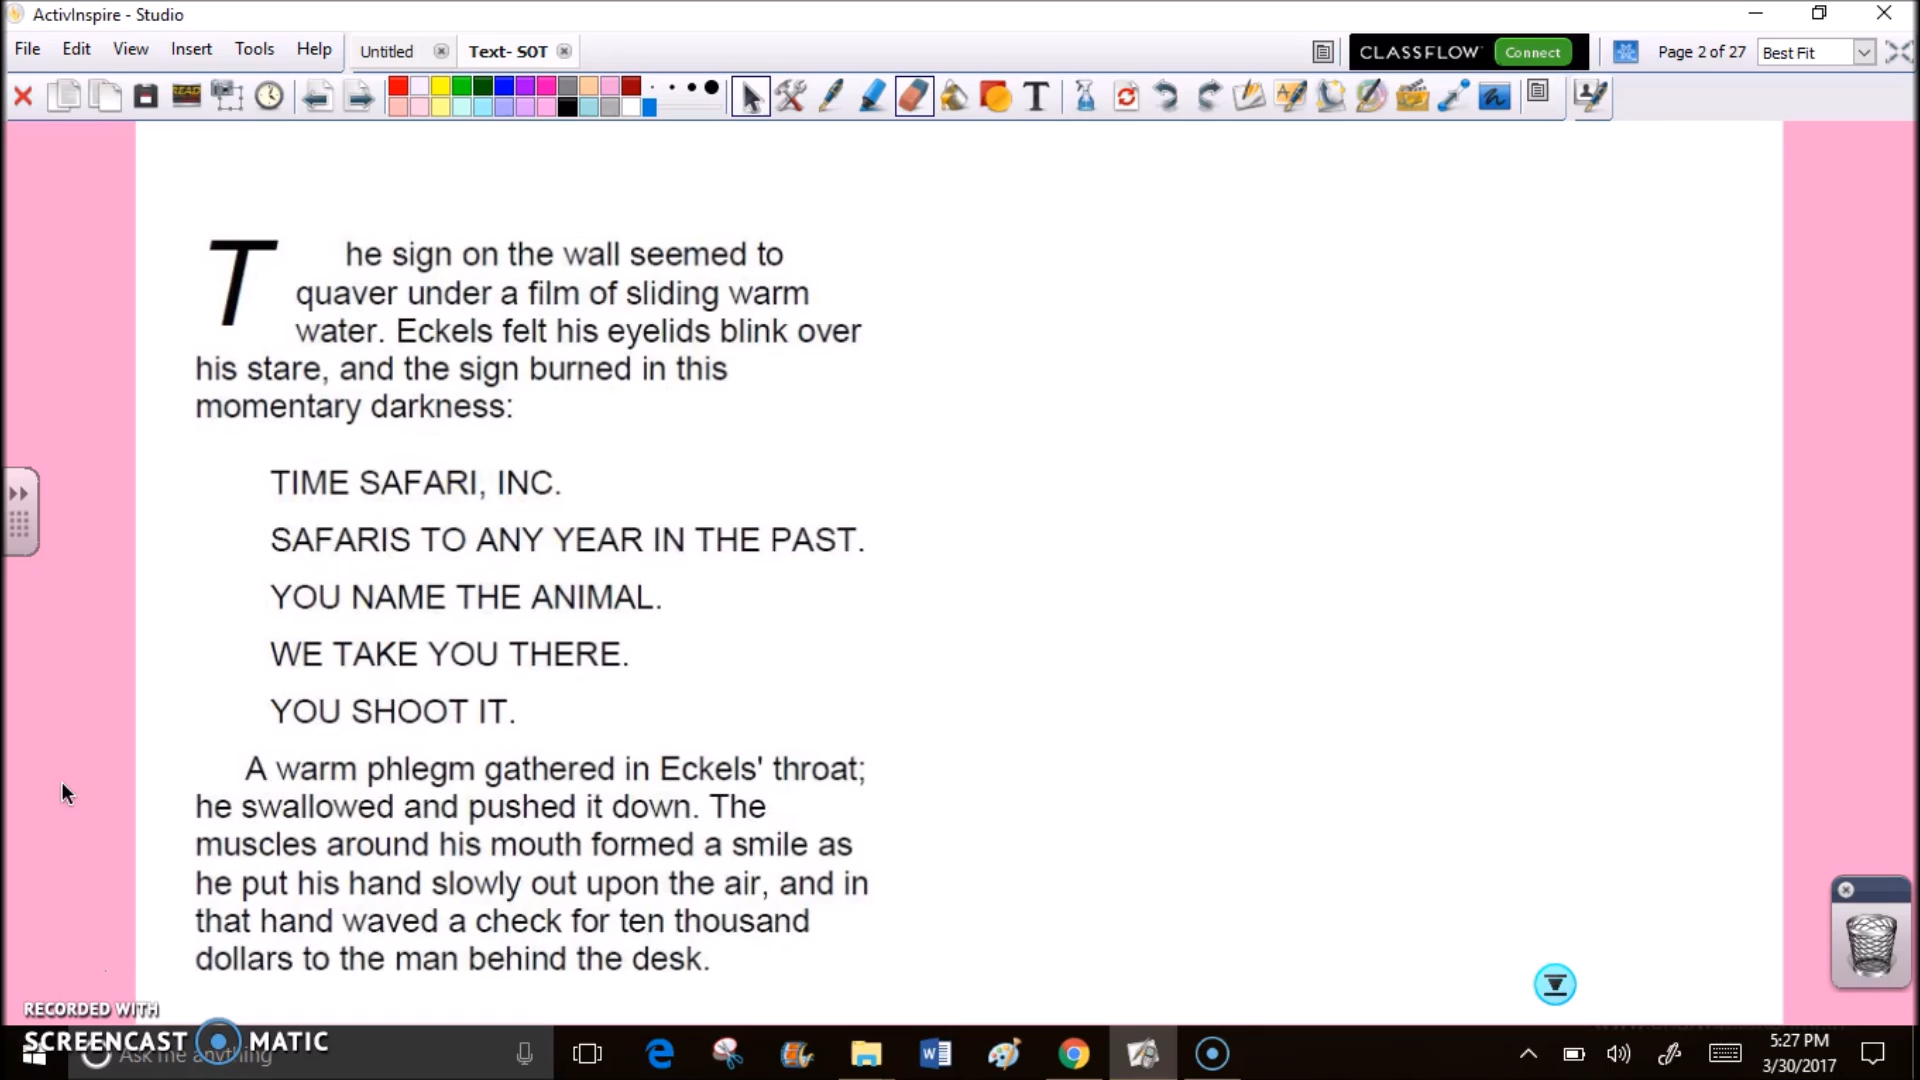 ActivInspire - Studio
File Edit View Insert Tools Help Untitled Text- SOT CLASSFLOW Connect Page 2 of 27 Best Fit
The sign on the wall seemed to
quaver under a film of sliding warm
water. Eckels felt his eyelids blink over
his stare, and the sign burned in this
momentary darkness:
TIME SAFARI, INC.
SAFARIS TO ANY YEAR IN THE PAST.
YOU NAME THE ANIMAL.
WE TAKE YOU THERE.
YOU SHOOT IT.
A warm phlegm gathered in Eckels' throat;
he swallowed and pushed it down. The
muscles around his mouth formed a smile as
he put his hand slowly out upon the air, and in
that hand waved a check for ten thousand
dollars to the man behind the desk.
RECORDED WITH
SCREENCAST MATIC
Ask me anything
5:27 PM
3/30/2017